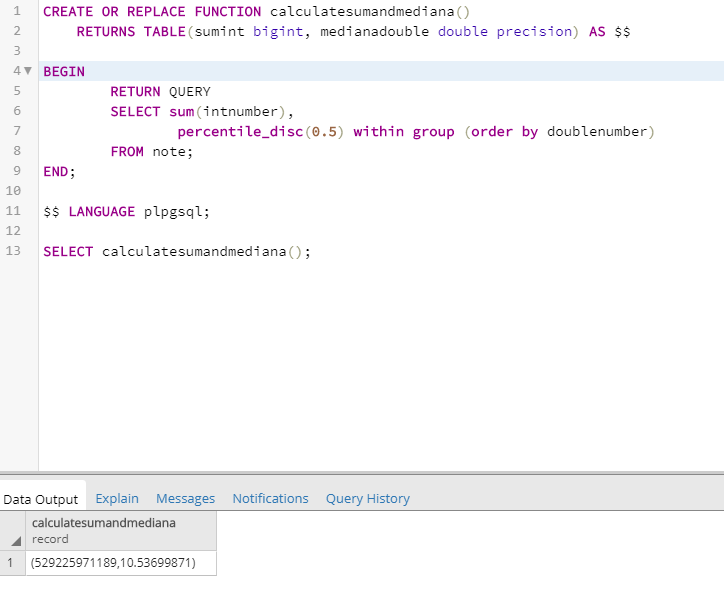 1 CREATE OR REPLACE FUNCTION calculatesumandmediana()
2 RETURNS TABLE(sumint bigint, medianadouble double precision) AS $$
3
4 BEGIN
5 RETURN QUERY
6 SELECT sum(intnumber),
7 percentile_disc(0.5) within group (order by doublenumber)
8 FROM note;
9 END;
10
11 $$ LANGUAGE plpgsql;
12
13 SELECT calculatesumandmediana();
Data Output Explain Messages Notifications Query History
calculatesumandmediana
record
1 (529225971189,10.53699871)